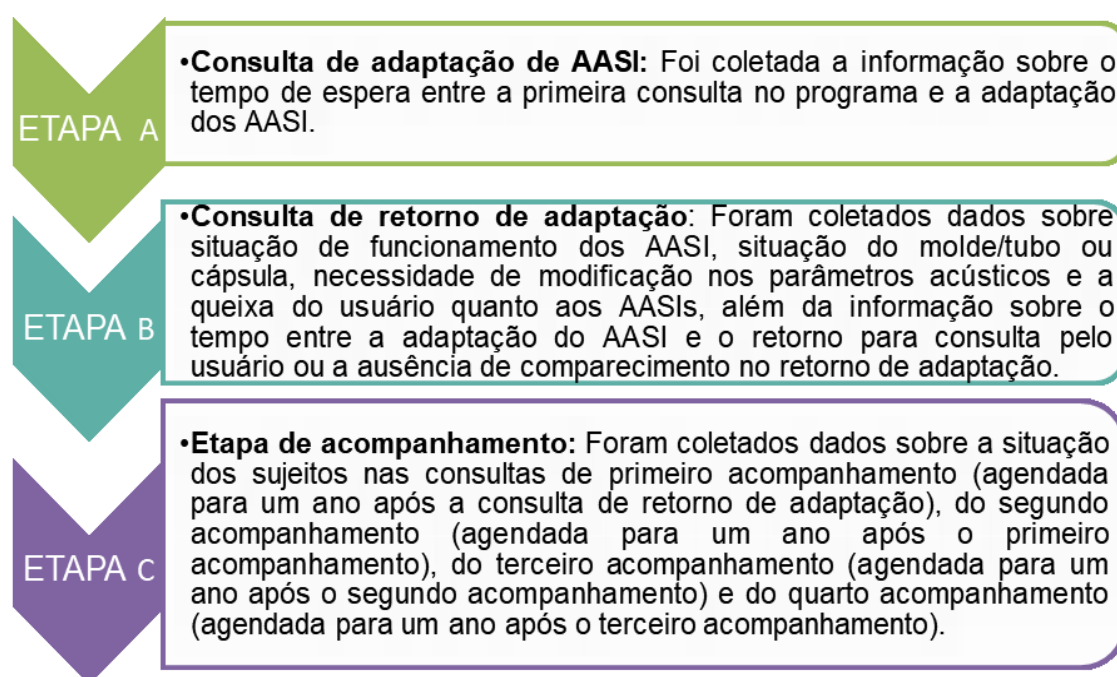 ETAPA A
•Consulta de adaptação de AASI: Foi coletada a informação sobre o
tempo de espera entre a primeira consulta no programa e a adaptação
dos AASI.
ETAPA B
•Consulta de retorno de adaptação: Foram coletados dados sobre
situação de funcionamento dos AASI, situação do molde/tubo ou
cápsula, necessidade de modificação nos parâmetros acústicos e a
queixa do usuário quanto aos AASIs, além da informação sobre o
tempo entre a adaptação do AASI e o retorno para consulta pelo
usuário ou a ausência de comparecimento no retorno de adaptação.
ETAPA C
•Etapa de acompanhamento: Foram coletados dados sobre a situação
dos sujeitos nas consultas de primeiro acompanhamento (agendada
para um ano após a consulta de retorno de adaptação), do segundo
acompanhamento (agendada para um ano após o primeiro
acompanhamento), do terceiro acompanhamento (agendada para um
ano após o segundo acompanhamento) e do quarto acompanhamento
(agendada para um ano após o terceiro acompanhamento).